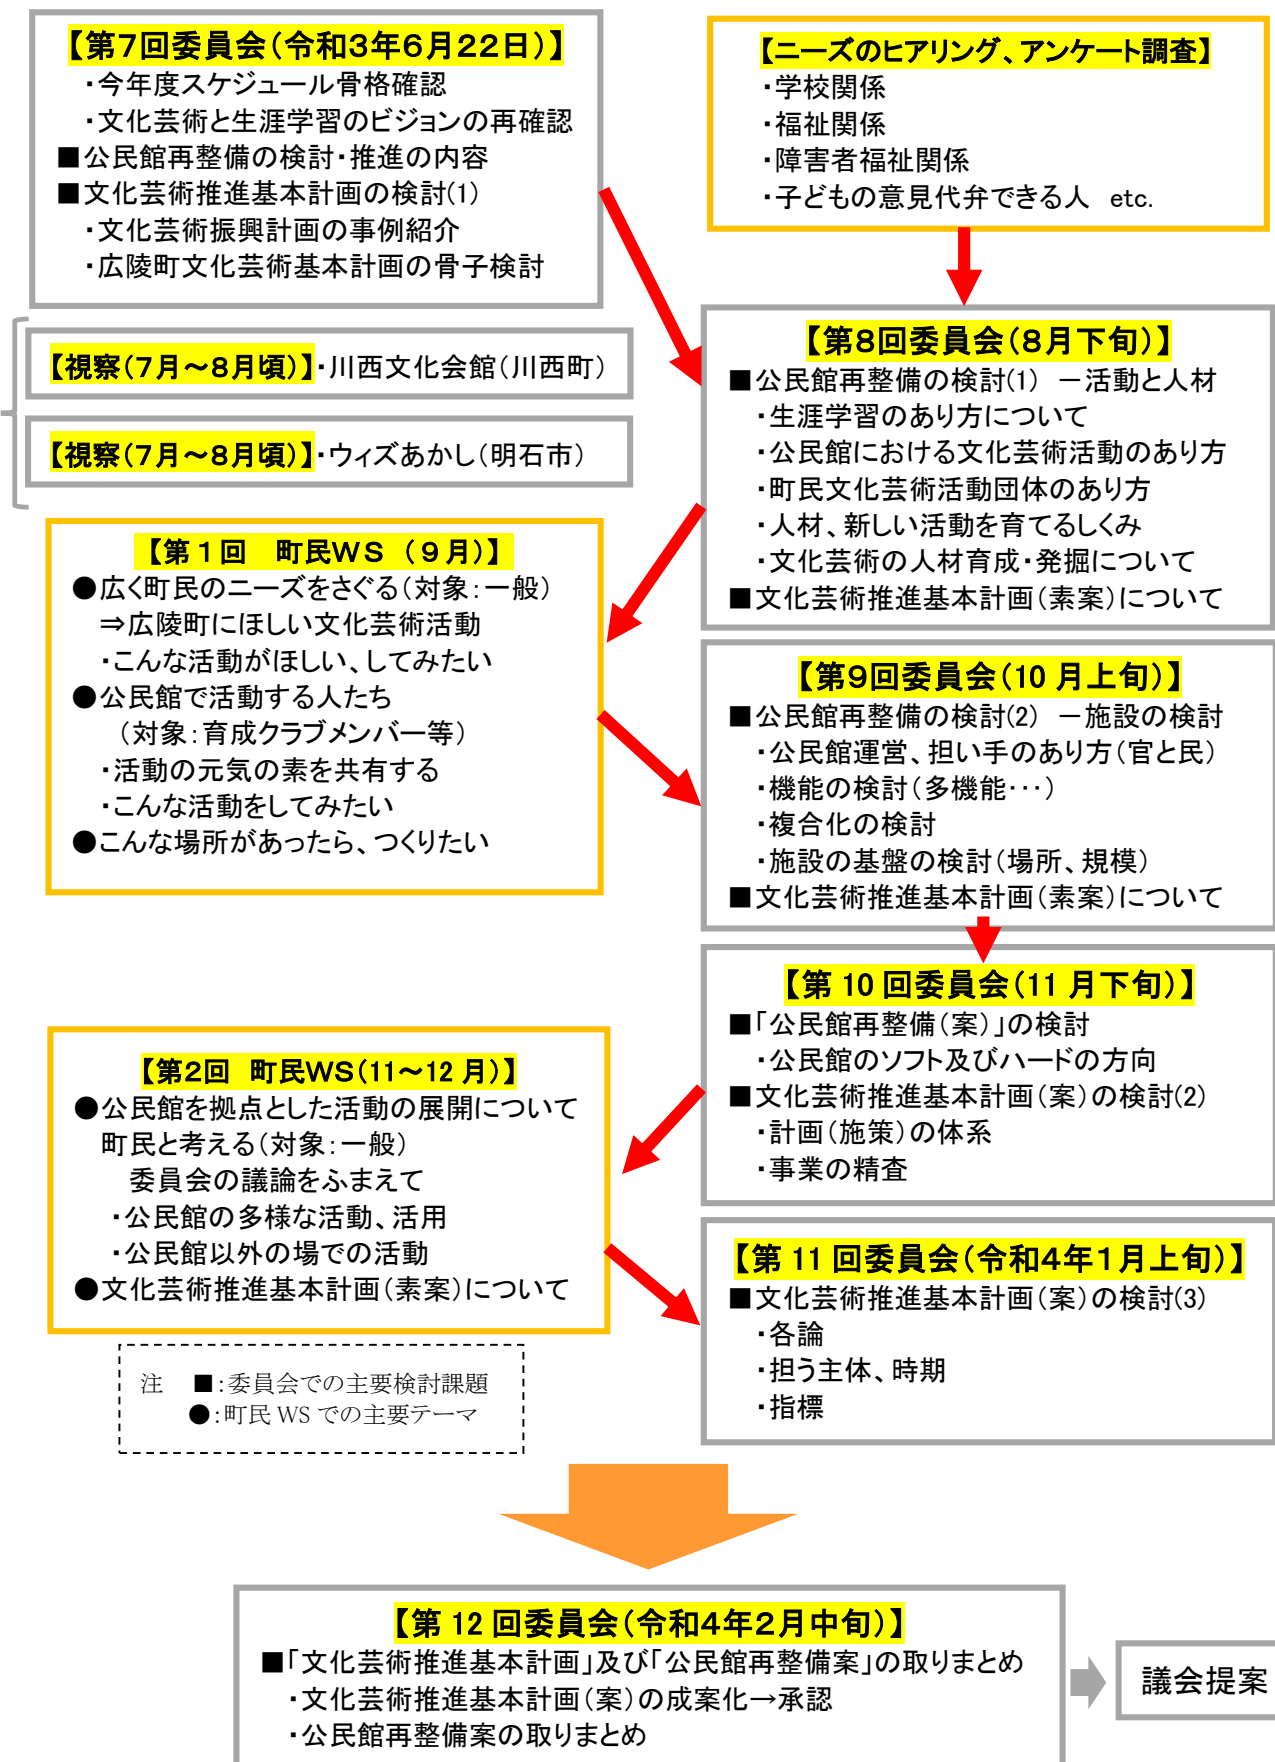 【第7回委員会(令和3年6月22日)】
・今年度スケジュール骨格確認
・文化芸術と生涯学習のビジョンの再確認
■公民館再整備の検討・推進の内容
■文化芸術推進基本計画の検討(1)
・文化芸術振興計画の事例紹介
・広陵町文化芸術基本計画の骨子検討
【ニーズのヒアリング、アンケート調査】
・学校関係
・福祉関係
・障害者福祉関係
・子どもの意見代弁できる人 etc.
【視察(7月～8月頃)】・川西文化会館(川西町)
【視察(7月～8月頃)】・ウィズあかし(明石市)
【第8回委員会(8月下旬)】
■公民館再整備の検討(1) －活動と人材
・生涯学習のあり方について
・公民館における文化芸術活動のあり方
・町民文化芸術活動団体のあり方
・人材、新しい活動を育てるしくみ
・文化芸術の人材育成・発掘について
■文化芸術推進基本計画(素案)について
【第1回 町民WS (9月)】
●広く町民のニーズをさぐる(対象:一般)
⇒広陵町にほしい文化芸術活動
・こんな活動がほしい、してみたい
●公民館で活動する人たち
(対象:育成クラブメンバー等)
・活動の元気の素を共有する
・こんな活動をしてみたい
●こんな場所があったら、つくりたい
【第9回委員会(10月上旬)】
■公民館再整備の検討(2) －施設の検討
・公民館運営、担い手のあり方(官と民)
・機能の検討(多機能・・・)
・複合化の検討
・施設の基盤の検討(場所、規模)
■文化芸術推進基本計画(素案)について
【第10回委員会(11月下旬)】
■「公民館再整備(案)」の検討
・公民館のソフト及びハードの方向
■文化芸術推進基本計画(案)の検討(2)
・計画(施策)の体系
・事業の精査
【第2回 町民WS(11～12月)】
●公民館を拠点とした活動の展開について
町民と考える(対象:一般)
委員会の議論をふまえて
・公民館の多様な活動、活用
・公民館以外の場での活動
●文化芸術推進基本計画(素案)について
【第11回委員会(令和4年1月上旬)】
■文化芸術推進基本計画(案)の検討(3)
・各論
・担う主体、時期
・指標
注 ■:委員会での主要検討課題
●:町民WSでの主要テーマ
【第12回委員会(令和4年2月中旬)】
■「文化芸術推進基本計画」及び「公民館再整備案」の取りまとめ
・文化芸術推進基本計画(案)の成案化→承認
・公民館再整備案の取りまとめ
議会提案